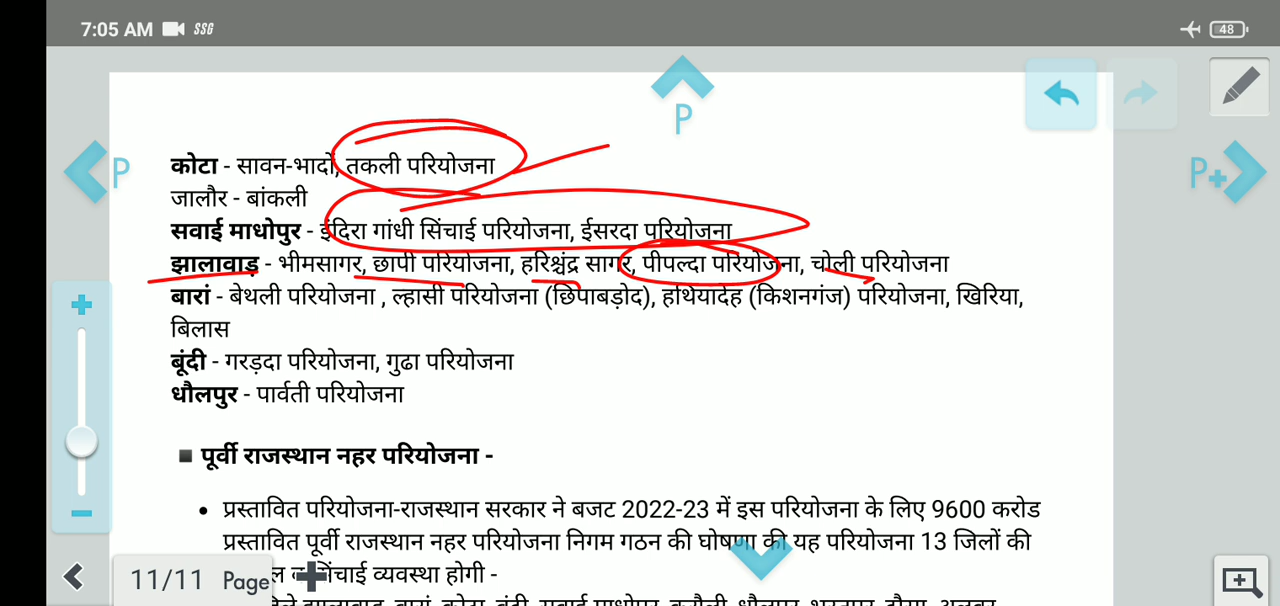 7:05 AM SSG 48
P
P
P+
कोटा - सावन-भादो, तकली परियोजना
जालौर - बांकली
सवाई माधोपुर - इंदिरा गांधी सिंचाई परियोजना, ईसरदा परियोजना
झालावाड़ - भीमसागर, छापी परियोजना, हरिश्चंद्र सागर, पीपल्दा परियोजना, चोली परियोजना
बारां - बेथली परियोजना , ल्हासी परियोजना (छिपाबड़ोद), हथियादेह (किशनगंज) परियोजना, खिरिया,
बिलास
बूंदी - गरड़दा परियोजना, गुढा परियोजना
धौलपुर - पार्वती परियोजना
▪ पूर्वी राजस्थान नहर परियोजना -
• प्रस्तावित परियोजना-राजस्थान सरकार ने बजट 2022-23 में इस परियोजना के लिए 9600 करोड
प्रस्तावित पूर्वी राजस्थान नहर परियोजना निगम गठन की घोषणा की यह परियोजना 13 जिलों की
सिंचाई व्यवस्था होगी -
11/11 Page